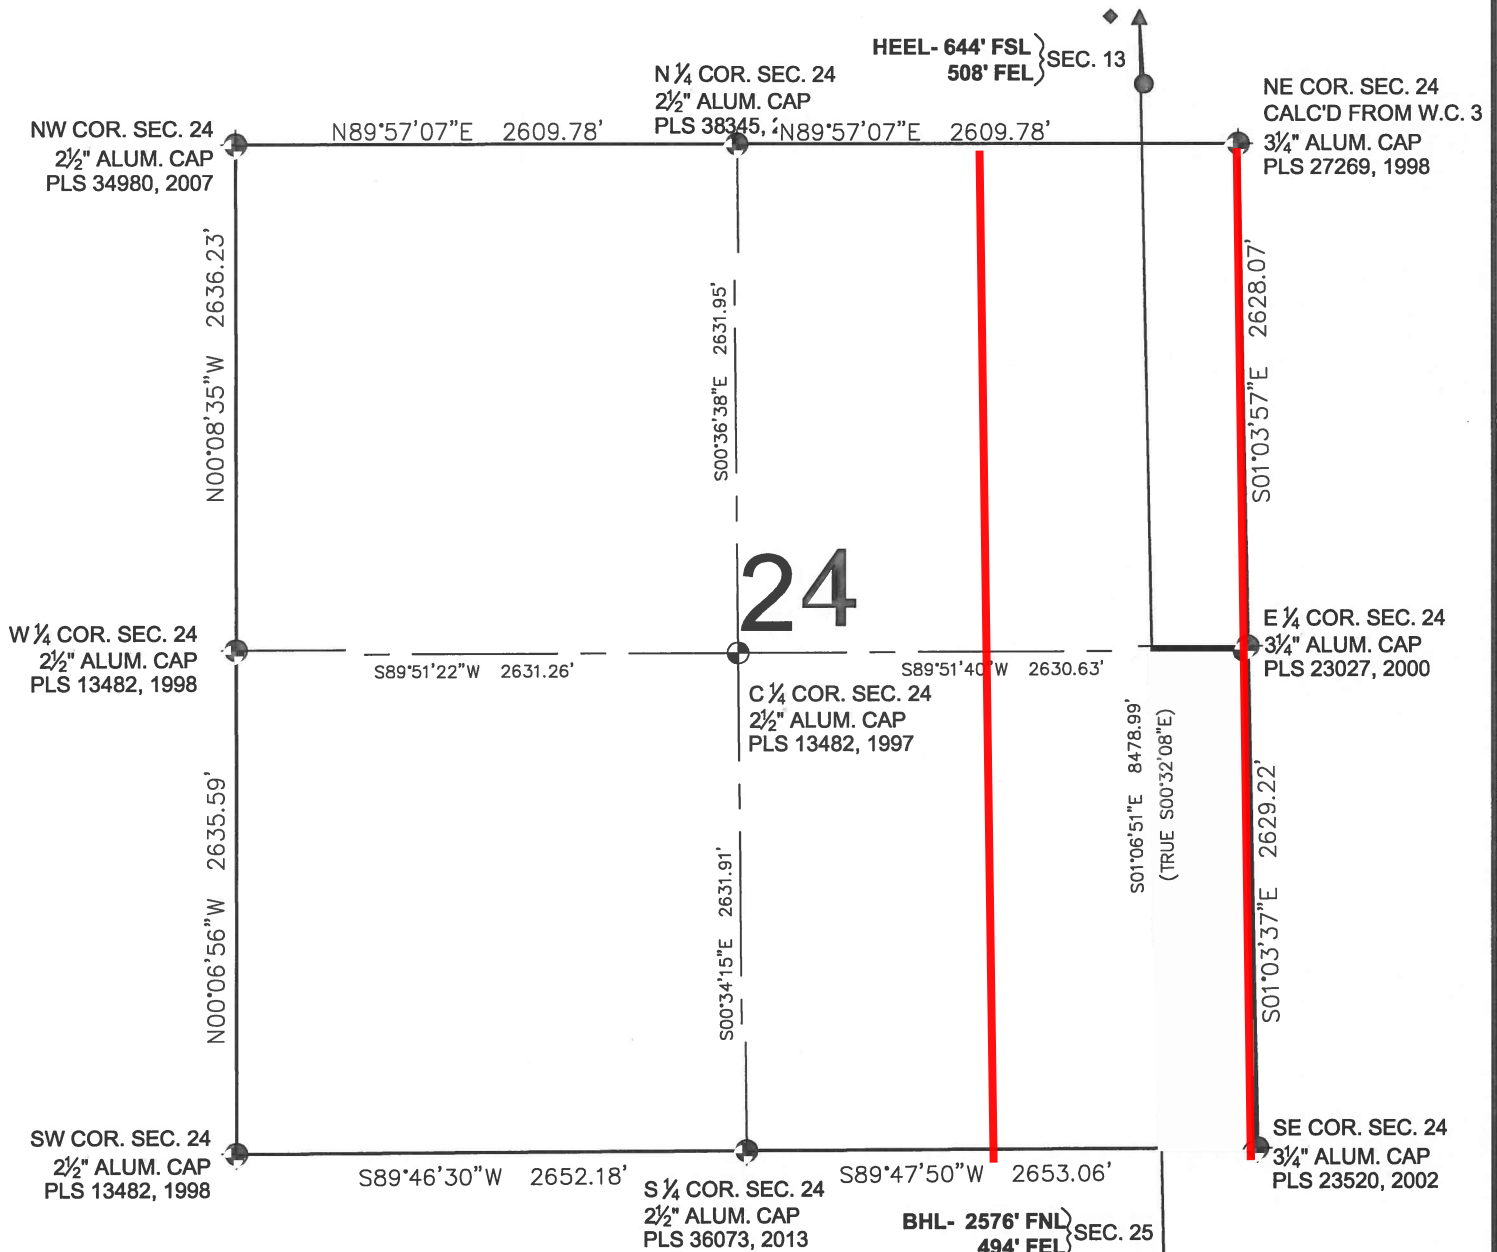 HEEL- 644' FSL
508' FEL
SEC. 13
N ¼ COR. SEC. 24
2½" ALUM. CAP
PLS 38345,
NE COR. SEC. 24
CALC'D FROM W.C. 3
3¼" ALUM. CAP
PLS 27269, 1998
NW COR. SEC. 24
2½" ALUM. CAP
PLS 34980, 2007
N89°57'07"E 2609.78'
N89°57'07"E 2609.78'
N00°08'35"W 2636.23'
S00°36'38"E 2631.95'
S01°03'57"E 2628.07'
24
W ¼ COR. SEC. 24
2½" ALUM. CAP
PLS 13482, 1998
S89°51'22"W 2631.26'
S89°51'40"W 2630.63'
E ¼ COR. SEC. 24
3¼" ALUM. CAP
PLS 23027, 2000
C ¼ COR. SEC. 24
2½" ALUM. CAP
PLS 13482, 1997
N00°06'56"W 2635.59'
S00°34'15"E 2631.91'
S01°06'51"E 8478.99'
(TRUE S00°32'08"E)
S01°03'37"E 2629.22'
SW COR. SEC. 24
2½" ALUM. CAP
PLS 13482, 1998
S89°46'30"W 2652.18'
S ¼ COR. SEC. 24
2½" ALUM. CAP
PLS 36073, 2013
S89°47'50"W 2653.06'
SE COR. SEC. 24
3¼" ALUM. CAP
PLS 23520, 2002
BHL- 2576' FNL
494' FEL
SEC. 25